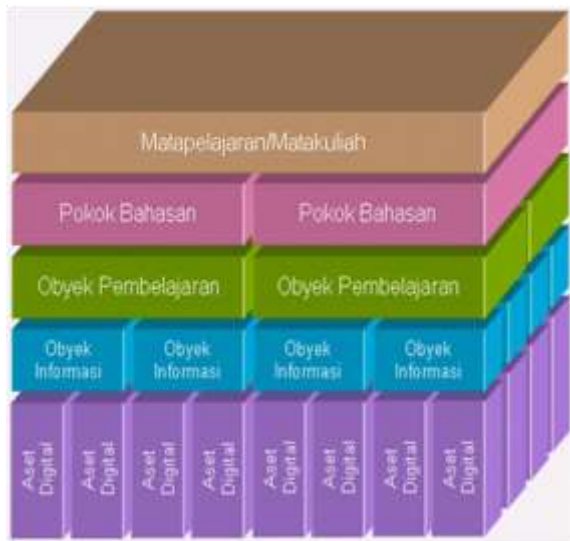 Matapelajaran/Matakuliah
Pokok Bahasan
Pokok Bahasan
Obyek Pembelajaran
Obyek Pembelajaran
Obyek
Informasi
Obyek
Informasi
Obyek
Informasi
Obyek
Informasi
Aset
Digital
Aset
Digital
Aset
Digital
Aset
Digital
Aset
Digital
Aset
Digital
Aset
Digital
Aset
Digital